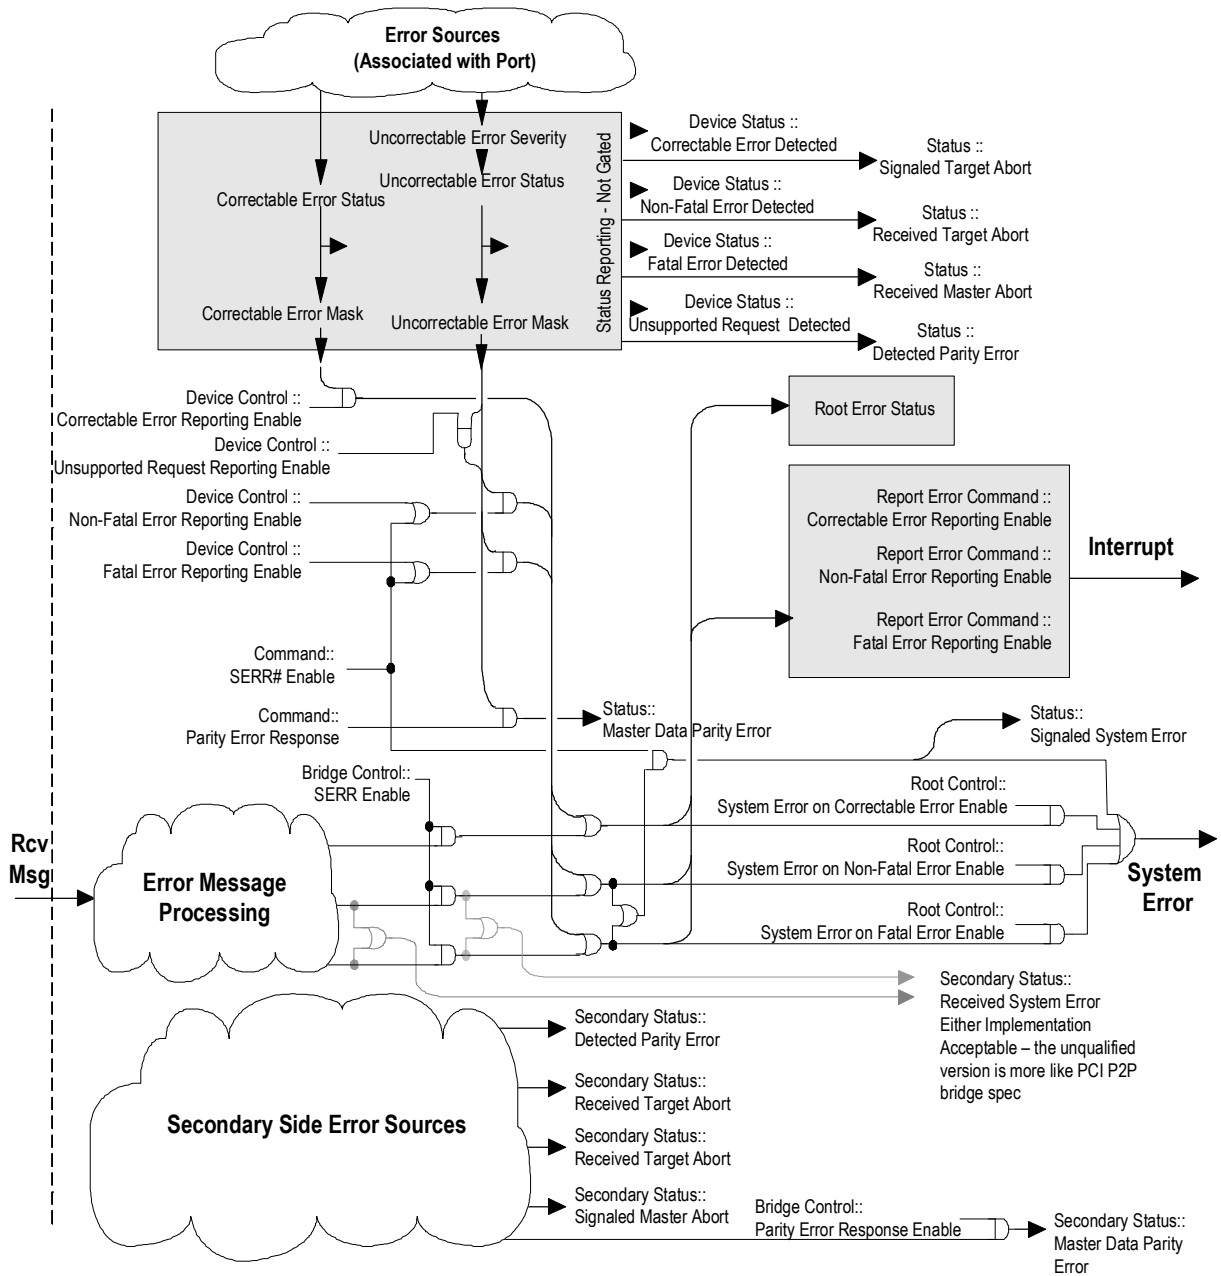 Error Sources
(Associated with Port)
Uncorrectable Error Severity
Uncorrectable Error Status
Correctable Error Status
Correctable Error Mask
Uncorrectable Error Mask
Status Reporting - Not Gated
Device Status ::
Correctable Error Detected
Device Status ::
Non-Fatal Error Detected
Device Status ::
Fatal Error Detected
Device Status ::
Unsupported Request Detected
Status ::
Signaled Target Abort
Status ::
Received Target Abort
Status ::
Received Master Abort
Status ::
Detected Parity Error
Device Control ::
Correctable Error Reporting Enable
Device Control ::
Unsupported Request Reporting Enable
Device Control ::
Non-Fatal Error Reporting Enable
Device Control ::
Fatal Error Reporting Enable
Root Error Status
Report Error Command ::
Correctable Error Reporting Enable
Report Error Command ::
Non-Fatal Error Reporting Enable
Report Error Command ::
Fatal Error Reporting Enable
Interrupt
Command::
SERR# Enable
Command::
Parity Error Response
Status::
Master Data Parity Error
Status::
Signaled System Error
Bridge Control::
SERR Enable
Root Control::
System Error on Correctable Error Enable
Root Control::
System Error on Non-Fatal Error Enable
Root Control::
System Error on Fatal Error Enable
System
Error
Rcv
Msg
Error Message
Processing
Secondary Status::
Received System Error
Either Implementation
Acceptable – the unqualified
version is more like PCI P2P
bridge spec
Secondary Side Error Sources
Secondary Status::
Detected Parity Error
Secondary Status::
Received Target Abort
Secondary Status::
Received Target Abort
Secondary Status::
Signaled Master Abort
Bridge Control::
Parity Error Response Enable
Secondary Status::
Master Data Parity
Error